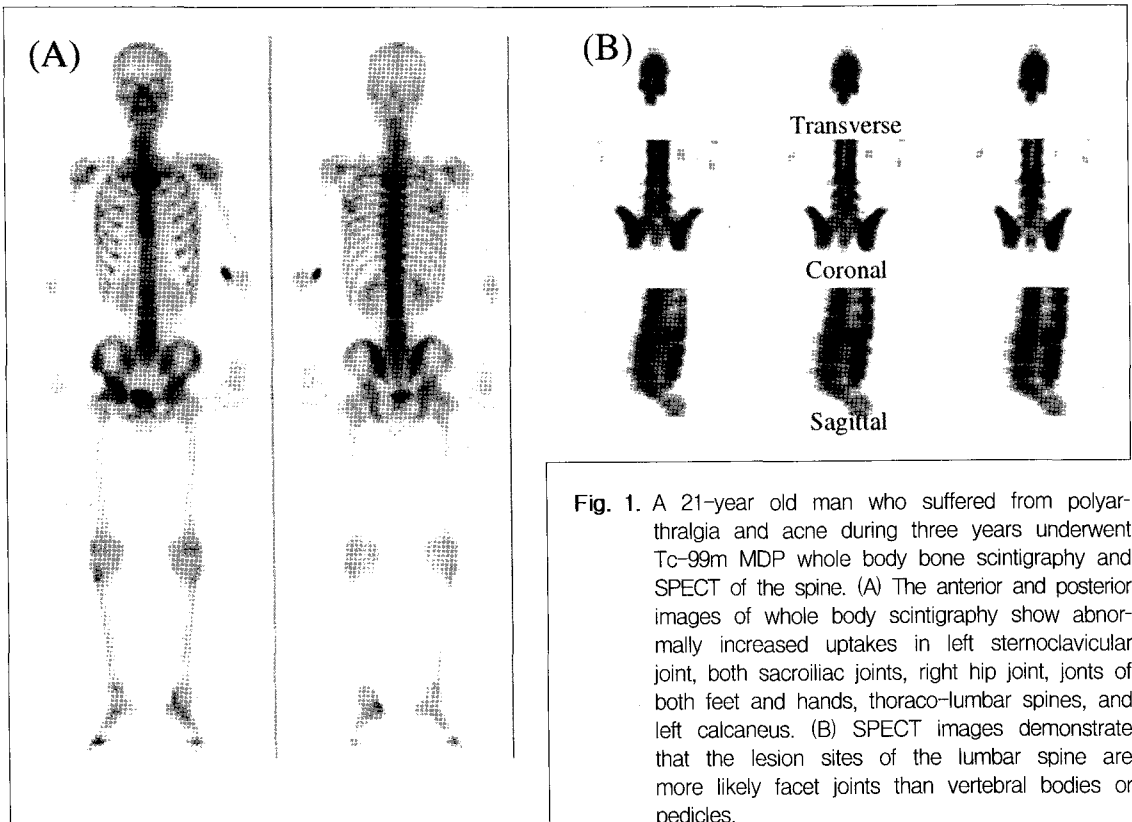 (A)
(B)
Transverse
Coronal
Sagittal
Fig. 1. A 21-year old man who suffered from polyar-
thralgia and acne during three years underwent
Tc-99m MDP whole body bone scintigraphy and
SPECT of the spine. (A) The anterior and posterior
images of whole body scintigraphy show abnor-
mally increased uptakes in left sternoclavicular
joint, both sacroiliac joints, right hip joint, jonts of
both feet and hands, thoraco-lumbar spines, and
left calcaneus. (B) SPECT images demonstrate
that the lesion sites of the lumbar spine are
more likely facet joints than vertebral bodies or
pedicles.